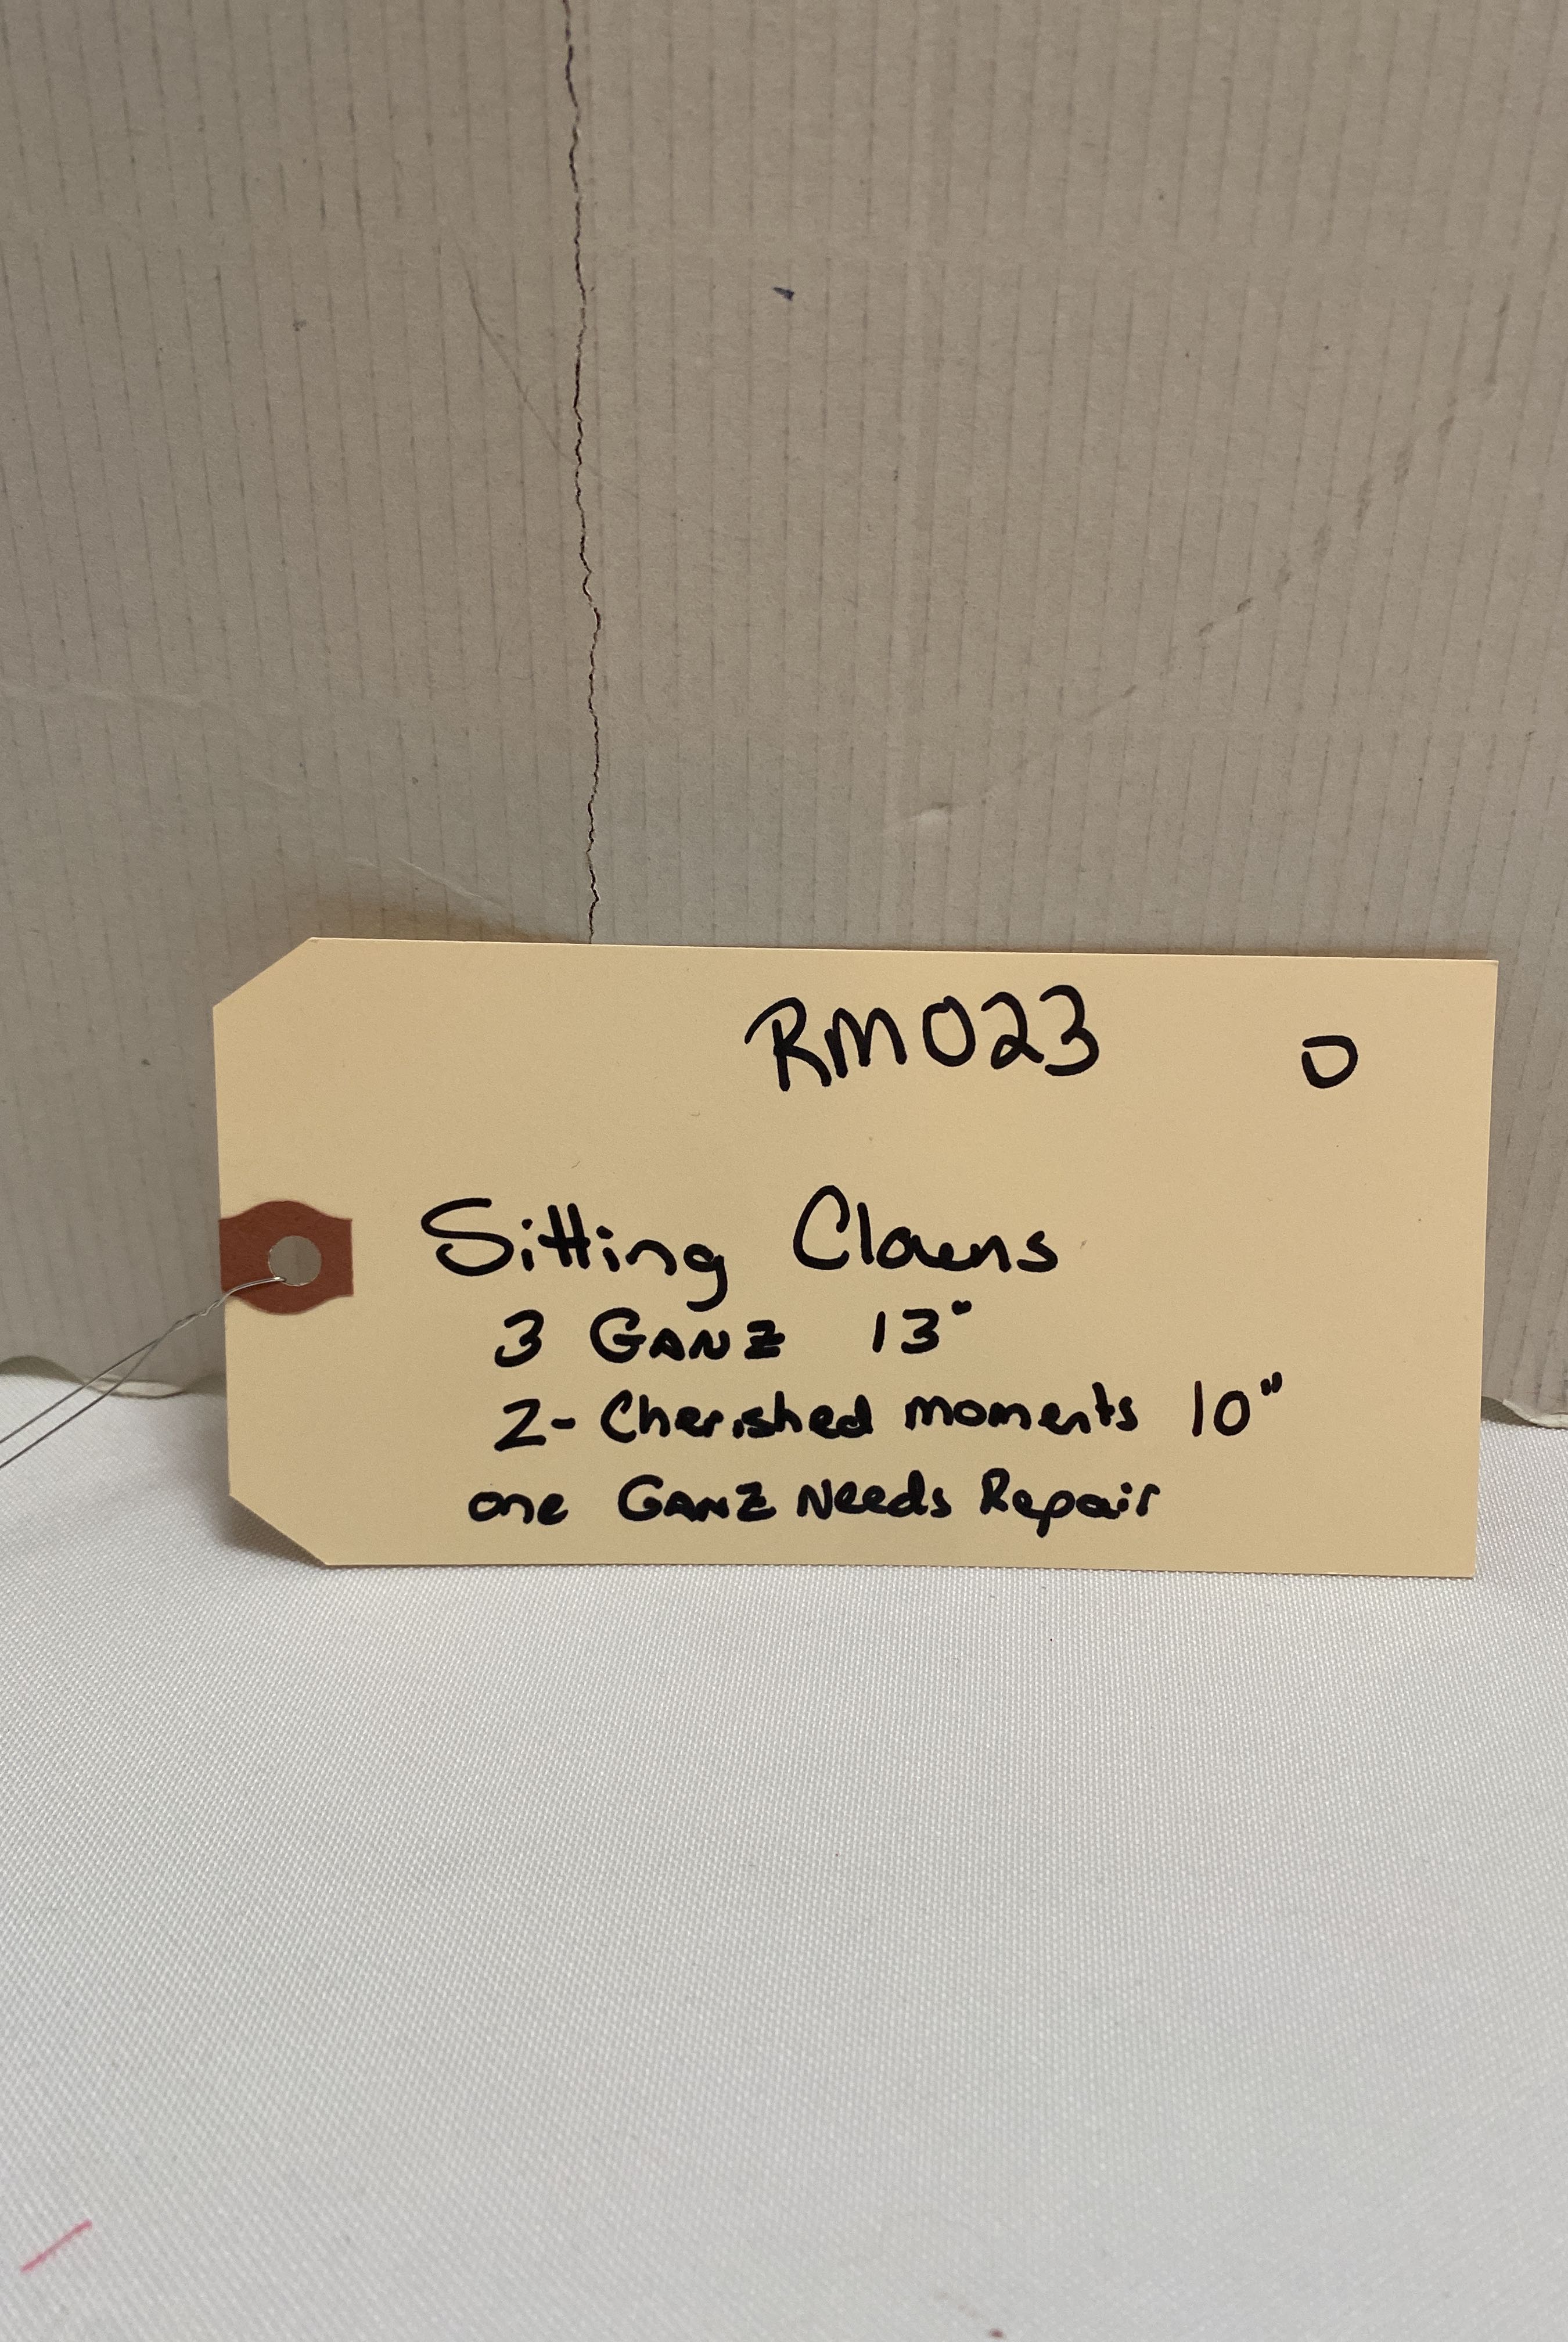 RM023 O
Sitting Clowns
3 GANZ 13"
2- Cherished moments 10"
one GANZ Needs Repair